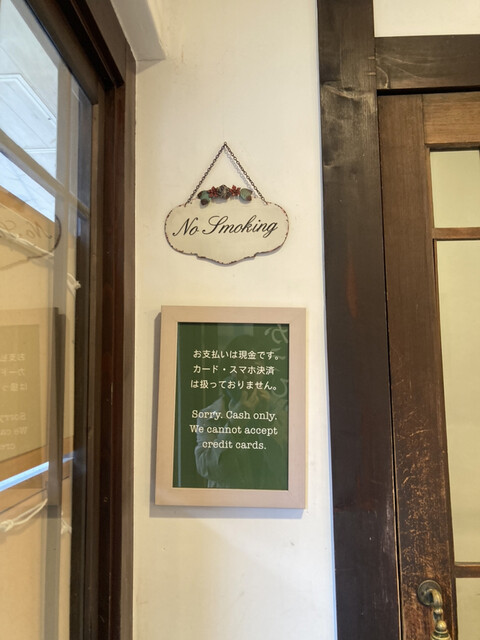 No Smoking
お支払いは現金です。
カード・スマホ決済
は扱っておりません。
Sorry. Cash only.
We cannot accept
credit cards.